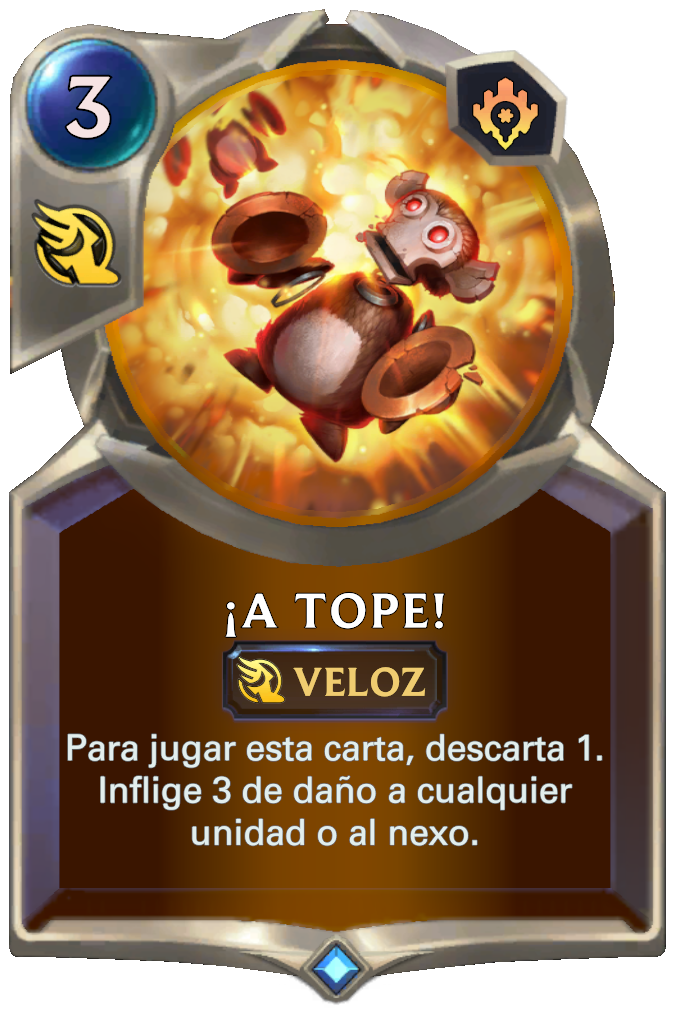 3
¡A TOPE!
VELOZ
Para jugar esta carta, descarta 1.
Inflige 3 de daño a cualquier
unidad o al nexo.